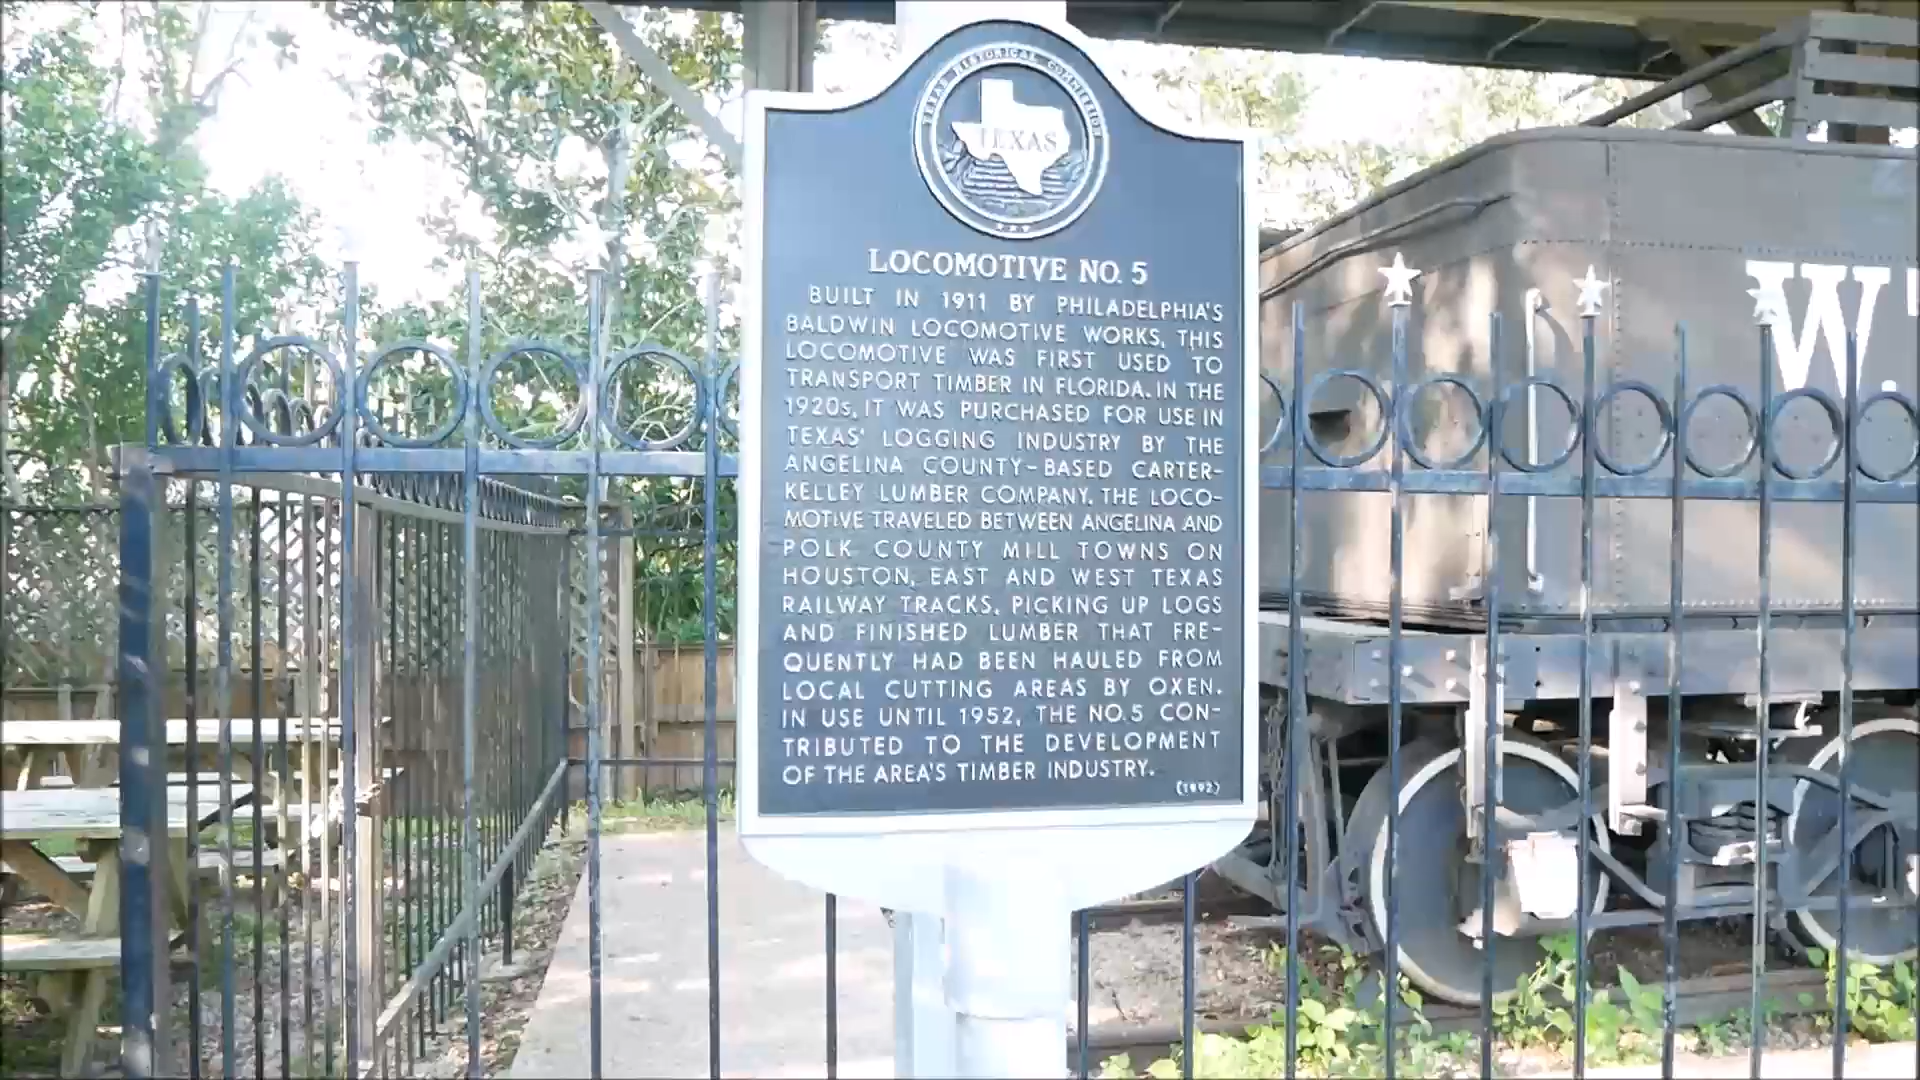 TEXAS HISTORICAL COMMISSION
TEXAS
LOCOMOTIVE NO. 5
BUILT IN 1911 BY PHILADELPHIA'S
BALDWIN LOCOMOTIVE WORKS, THIS
LOCOMOTIVE WAS FIRST USED TO
TRANSPORT TIMBER IN FLORIDA. IN THE
1920s, IT WAS PURCHASED FOR USE IN
TEXAS' LOGGING INDUSTRY BY THE
ANGELINA COUNTY-BASED CARTER-
KELLEY LUMBER COMPANY. THE LOCO-
MOTIVE TRAVELED BETWEEN ANGELINA AND
POLK COUNTY MILL TOWNS ON
HOUSTON, EAST AND WEST TEXAS
RAILWAY TRACKS, PICKING UP LOGS
AND FINISHED LUMBER THAT FRE-
QUENTLY HAD BEEN HAULED FROM
LOCAL CUTTING AREAS BY OXEN.
IN USE UNTIL 1952, THE NO.5 CON-
TRIBUTED TO THE DEVELOPMENT
OF THE AREA'S TIMBER INDUSTRY.
(1992)
W.